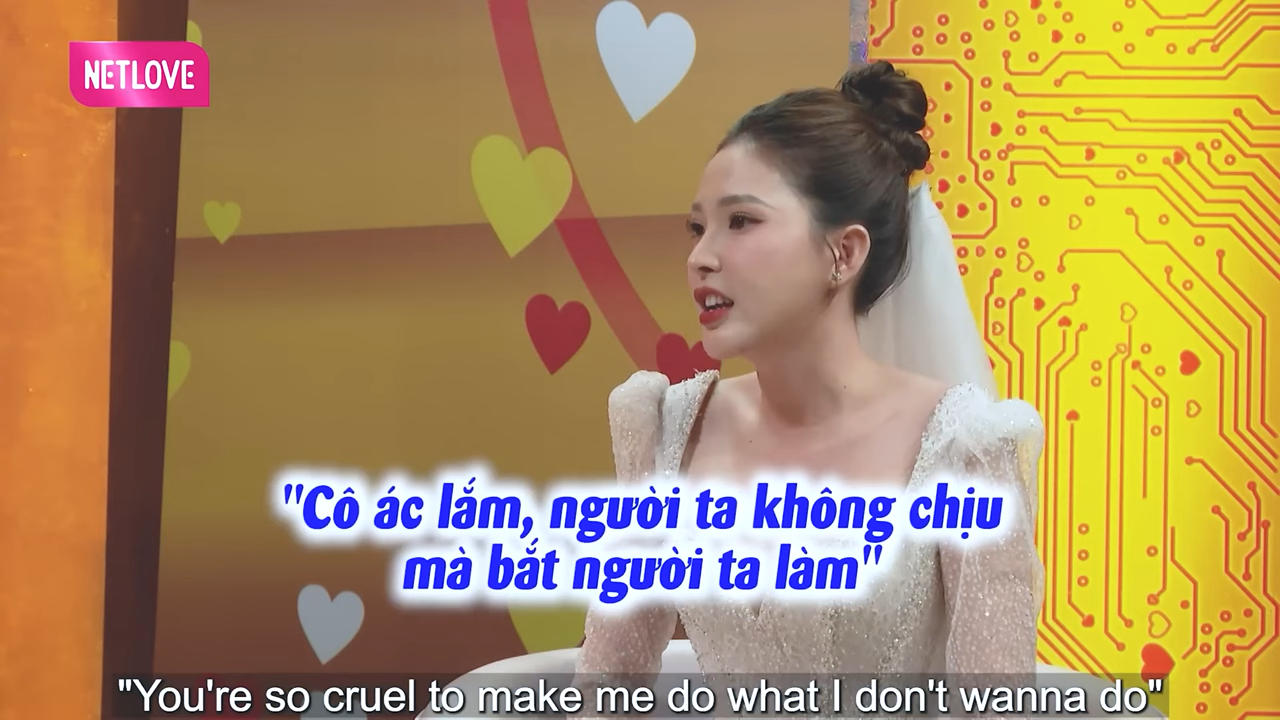 NETLOVE
"Cô ác lắm, người ta không chịu
mà bắt người ta làm"
"You're so cruel to make me do what I don't wanna do"